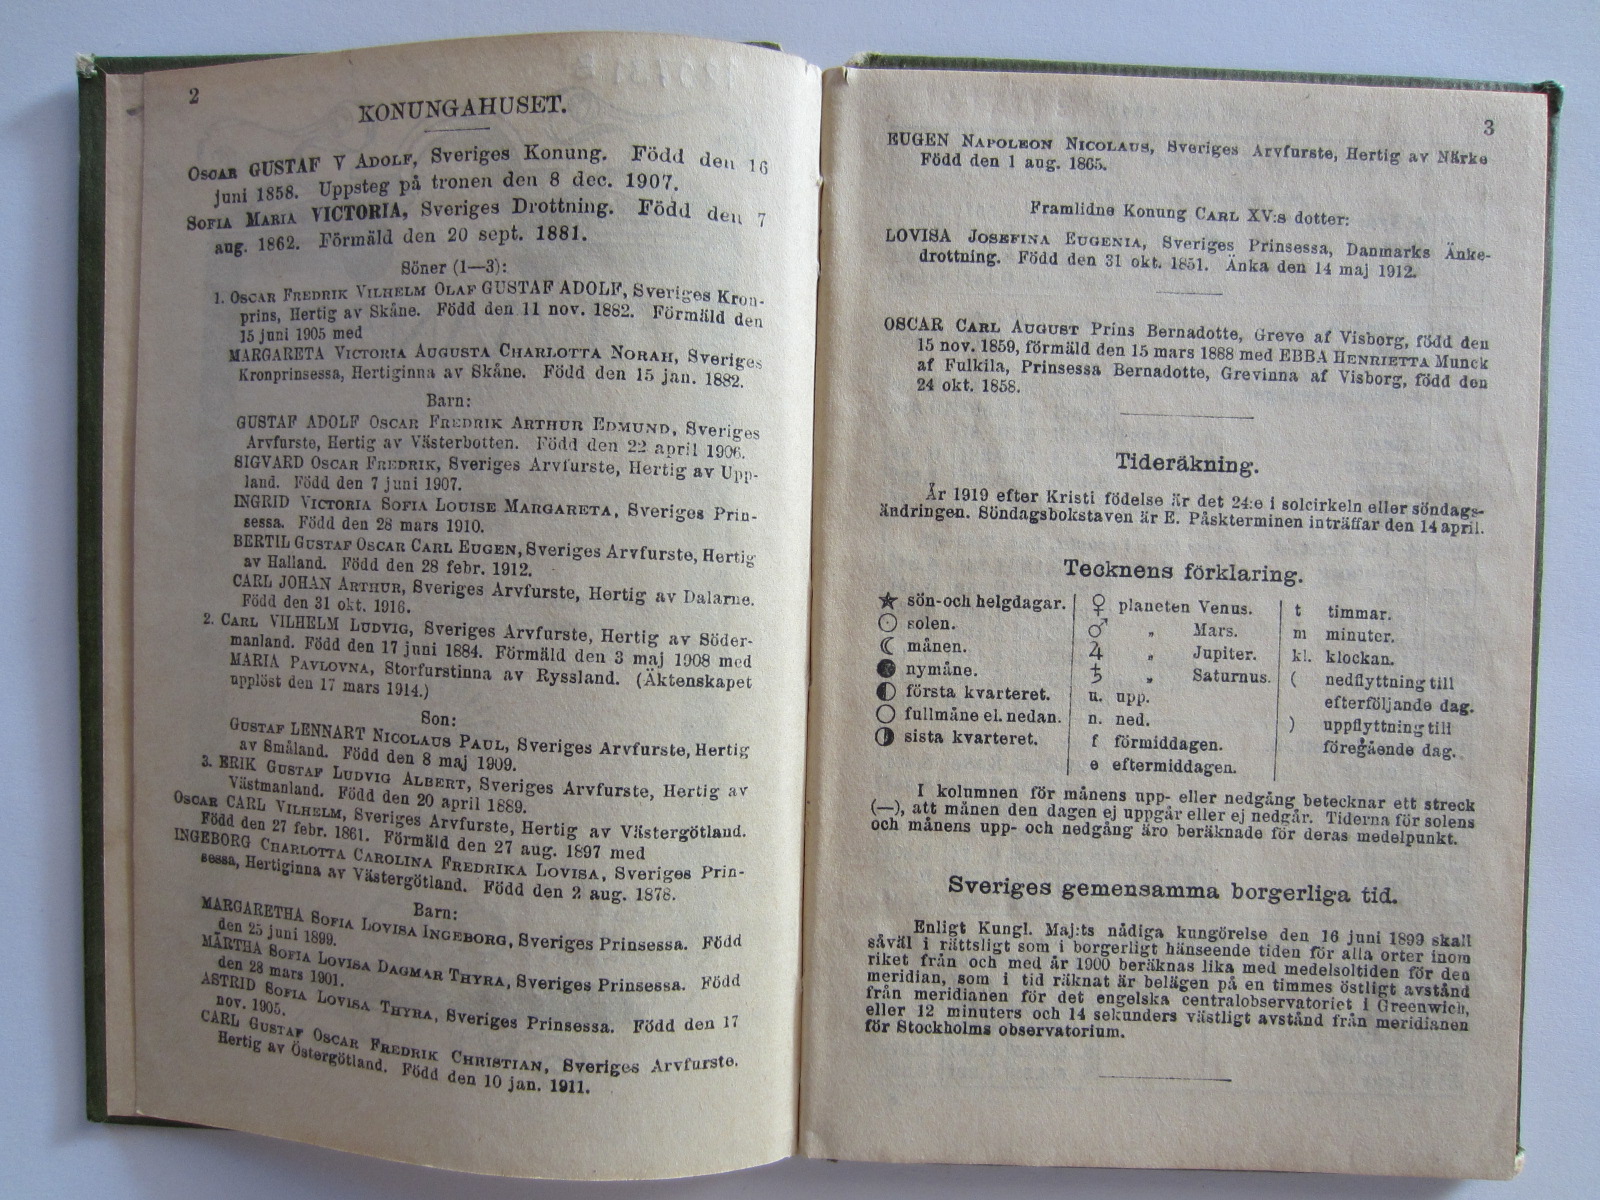 2
KONUNGAHUSET.
OSCAR GUSTAF V ADOLF, Sveriges Konung. Född den 16
juni 1858. Uppsteg på tronen den 8 dec. 1907.
SOFIA MARIA VICTORIA, Sveriges Drottning. Född den 7
aug. 1862. Förmäld den 20 sept. 1881.
Söner (1—3):
1. OSCAR FREDRIK VILHELM OLAF GUSTAF ADOLF, Sveriges Kron-
prins, Hertig av Skåne. Född den 11 nov. 1882. Förmäld den
15 juni 1905 med
MARGARETA VICTORIA AUGUSTA CHARLOTTA NORAH, Sveriges
Kronprinsessa, Hertiginna av Skåne. Född den 15 jan. 1882.
Barn:
GUSTAF ADOLF OSCAR FREDRIK ARTHUR EDMUND, Sveriges
Arvfurste, Hertig av Västerbotten. Född den 22 april 1906.
SIGVARD OSCAR FREDRIK, Sveriges Arvfurste, Hertig av Upp-
land. Född den 7 juni 1907.
INGRID VICTORIA SOFIA LOUISE MARGARETA, Sveriges Prin-
sessa. Född den 28 mars 1910.
BERTIL GUSTAF OSCAR CARL EUGEN, Sveriges Arvfurste, Hertig
av Halland. Född den 28 febr. 1912.
CARL JOHAN ARTHUR, Sveriges Arvfurste, Hertig av Dalarne.
Född den 31 okt. 1916.
2. CARL VILHELM LUDVIG, Sveriges Arvfurste, Hertig av Söder-
manland. Född den 17 juni 1884. Förmäld den 3 maj 1908 med
MARIA PAVLOVNA, Storfurstinna av Ryssland. (Äktenskapet
upplöst den 17 mars 1914.)
Son:
GUSTAF LENNART NICOLAUS PAUL, Sveriges Arvfurste, Hertig
av Småland. Född den 8 maj 1909.
3. ERIK GUSTAF LUDVIG ALBERT, Sveriges Arvfurste, Hertig av
Västmanland. Född den 20 april 1889.
OSCAR CARL VILHELM, Sveriges Arvfurste, Hertig av Västergötland.
Född den 27 febr. 1861. Förmäld den 27 aug. 1897 med
INGEBORG CHARLOTTA CAROLINA FREDRIKA LOVISA, Sveriges Prin-
sessa, Hertiginna av Västergötland. Född den 2 aug. 1878.
Barn:
MARGARETHA SOFIA LOVISA INGEBORG, Sveriges Prinsessa. Född
den 25 juni 1899.
MÄRTHA SOFIA LOVISA DAGMAR THYRA, Sveriges Prinsessa. Född
den 28 mars 1901.
ASTRID SOFIA LOVISA THYRA, Sveriges Prinsessa. Född den 17
nov. 1905.
CARL GUSTAF OSCAR FREDRIK CHRISTIAN, Sveriges Arvfurste,
Hertig av Östergötland. Född den 10 jan. 1911.
3
EUGEN NAPOLEON NICOLAUS, Sveriges Arvfurste, Hertig av Närke
Född den 1 aug. 1865.
Framlidne Konung CARL XV:s dotter:
LOVISA JOSEFINA EUGENIA, Sveriges Prinsessa, Danmarks Änke-
drottning. Född den 31 okt. 1851. Änka den 14 maj 1912.
OSCAR CARL AUGUST Prins Bernadotte, Greve af Visborg, född den
15 nov. 1859, förmäld den 15 mars 1888 med EBBA HENRIETTA Munck
af Fulkila, Prinsessa Bernadotte, Grevinna af Visborg, född den
24 okt. 1858.
Tideräkning.
År 1919 efter Kristi födelse är det 24:e i solcirkeln eller söndags-
ändringen. Söndagsbokstaven är E. Påskterminen inträffar den 14 april.
Tecknens förklaring.
★ sön-och helgdagar.
☉ solen.
☾ månen.
● nymåne.
◐ första kvarteret.
○ fullmåne el. nedan.
◑ sista kvarteret.
♀ planeten Venus.
♂ „ Mars.
♃ „ Jupiter.
♄ „ Saturnus.
u. upp.
n. ned.
f förmiddagen.
e eftermiddagen.
t timmar.
m minuter.
kl. klockan.
( nedflyttning till
efterföljande dag.
) uppflyttning till
föregående dag.
I kolumnen för månens upp- eller nedgång betecknar ett streck
(—), att månen den dagen ej uppgår eller ej nedgår. Tiderna för solens
och månens upp- och nedgång äro beräknade för deras medelpunkt.
Sveriges gemensamma borgerliga tid.
Enligt Kungl. Maj:ts nådiga kungörelse den 16 juni 1899 skall
såväl i rättsligt som i borgerligt hänseende tiden för alla orter inom
riket från och med år 1900 beräknas lika med medelsoltiden för den
meridian, som i tid räknat är belägen på en timmes östligt avstånd
från meridianen för det engelska centralobservatoriet i Greenwich,
eller 12 minuters och 14 sekunders västligt avstånd från meridianen
för Stockholms observatorium.